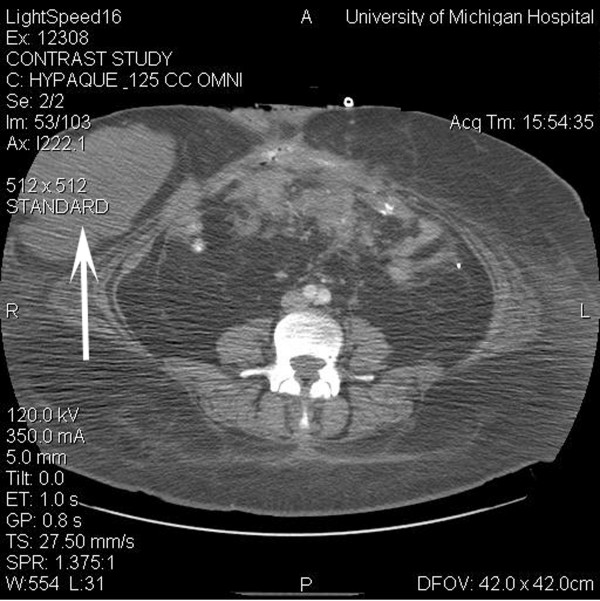 LightSpeed16 A University of Michigan Hospital
Ex: 12308
CONTRAST STUDY
C: HYPAQUE_125 CC OMNI
Se: 2/2
Im: 53/103 Acq Tm: 15:54:35
Ax: I222.1
512 x 512
STANDARD
R L
120.0 kV
350.0 mA
5.0 mm
Tilt: 0.0
ET: 1.0 s
GP: 0.8 s
TS: 27.50 mm/s
SPR: 1.375:1
W:554 L:31 P DFOV: 42.0 x 42.0cm